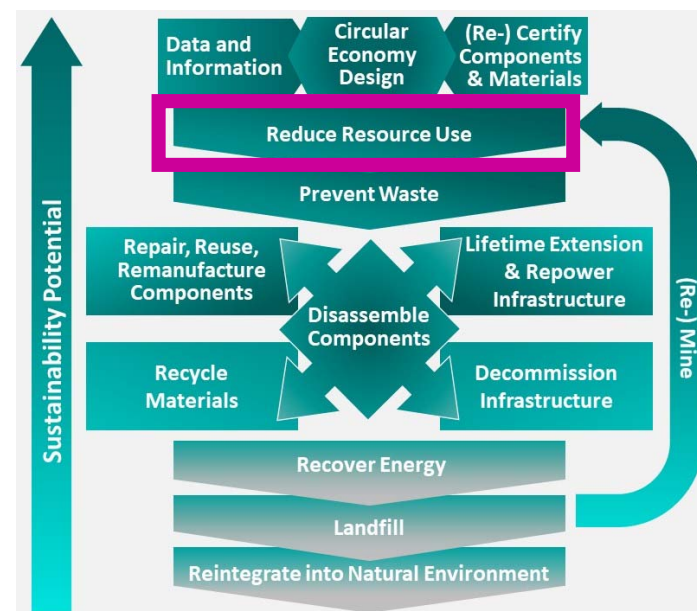 Data and
Information
Circular
Economy
Design
(Re-) Certify
Components
& Materials
Reduce Resource Use
Prevent Waste
Repair, Reuse,
Remanufacture
Components
Lifetime Extension
& Repower
Infrastructure
Disassemble
Components
Recycle
Materials
Decommission
Infrastructure
Recover Energy
Landfill
Reintegrate into Natural Environment
Sustainability Potential
(Re-) Mine